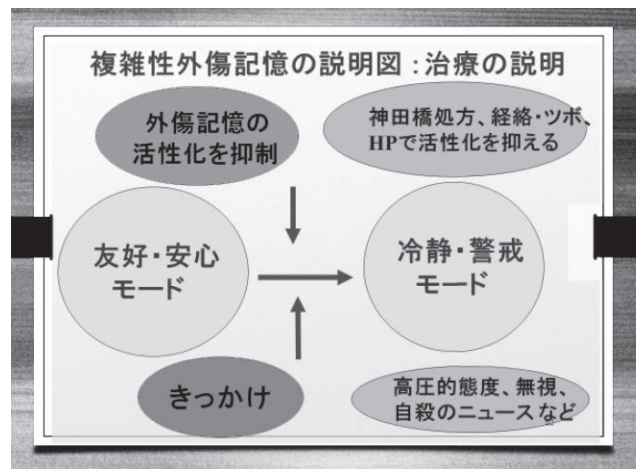 複雑性外傷記憶の説明図:治療の説明
外傷記憶の
活性化を抑制
神田橋処方、経絡・ツボ、
HPで活性化を抑える
友好・安心
モード
冷静・警戒
モード
きっかけ
高圧的態度、無視、
自殺のニュースなど